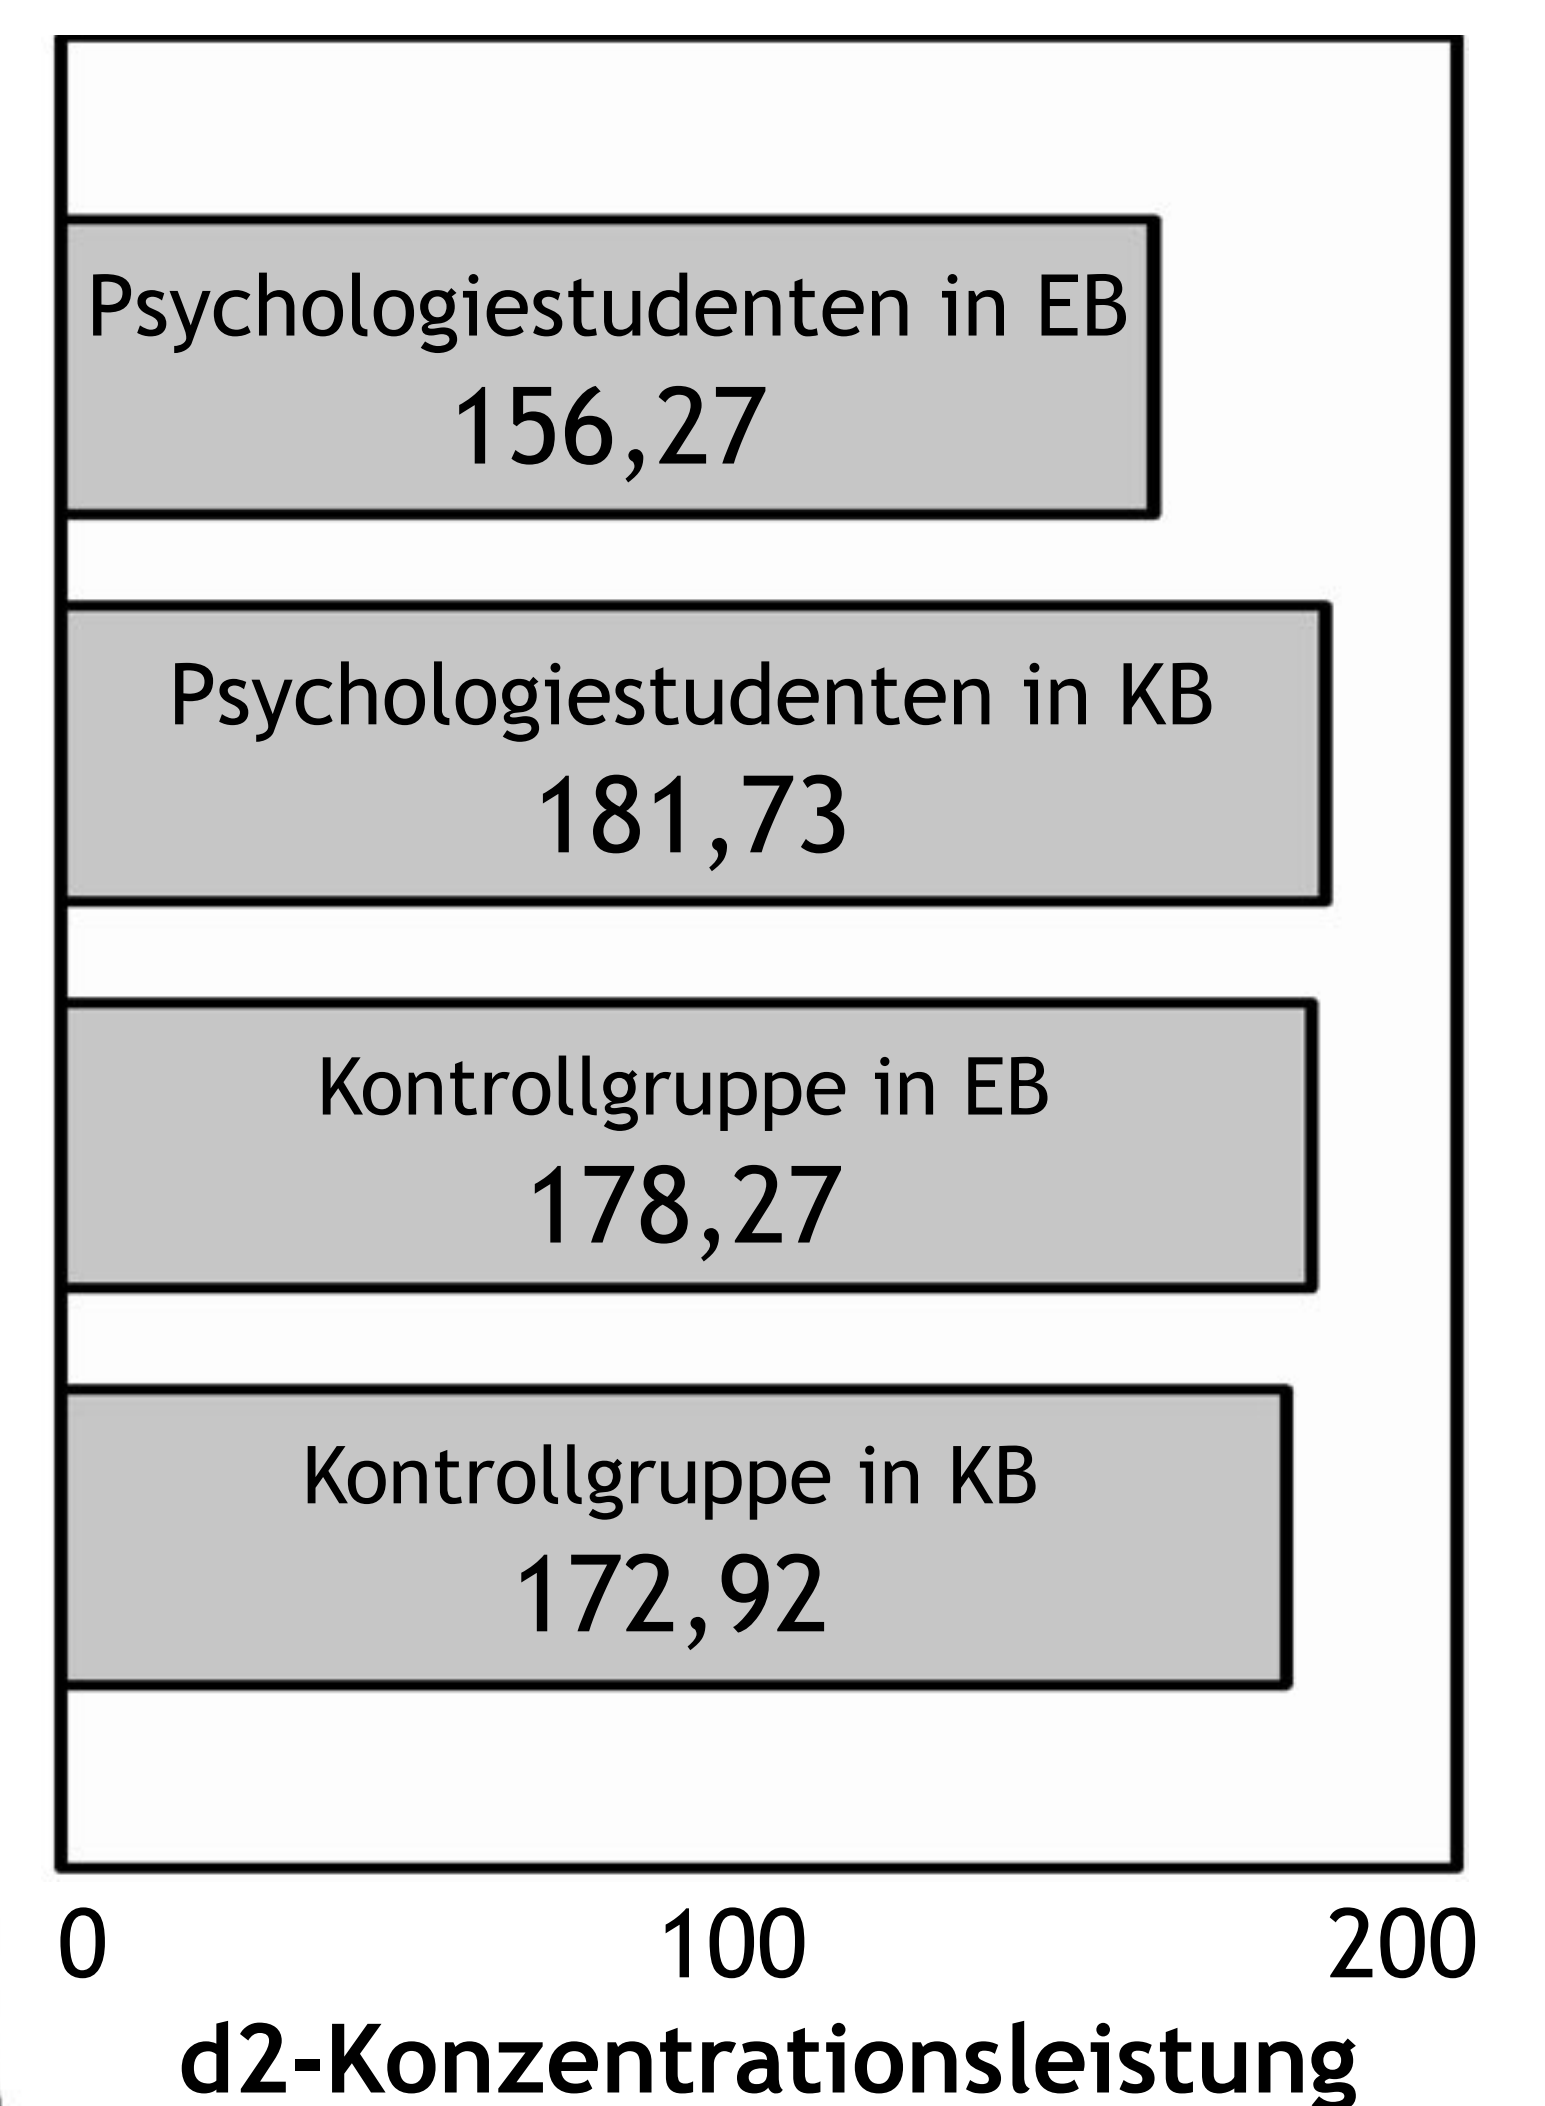 Psychologiestudenten in EB
156,27
Psychologiestudenten in KB
181,73
Kontrollgruppe in EB
178,27
Kontrollgruppe in KB
172,92
0 100 200
d2-Konzentrationsleistung